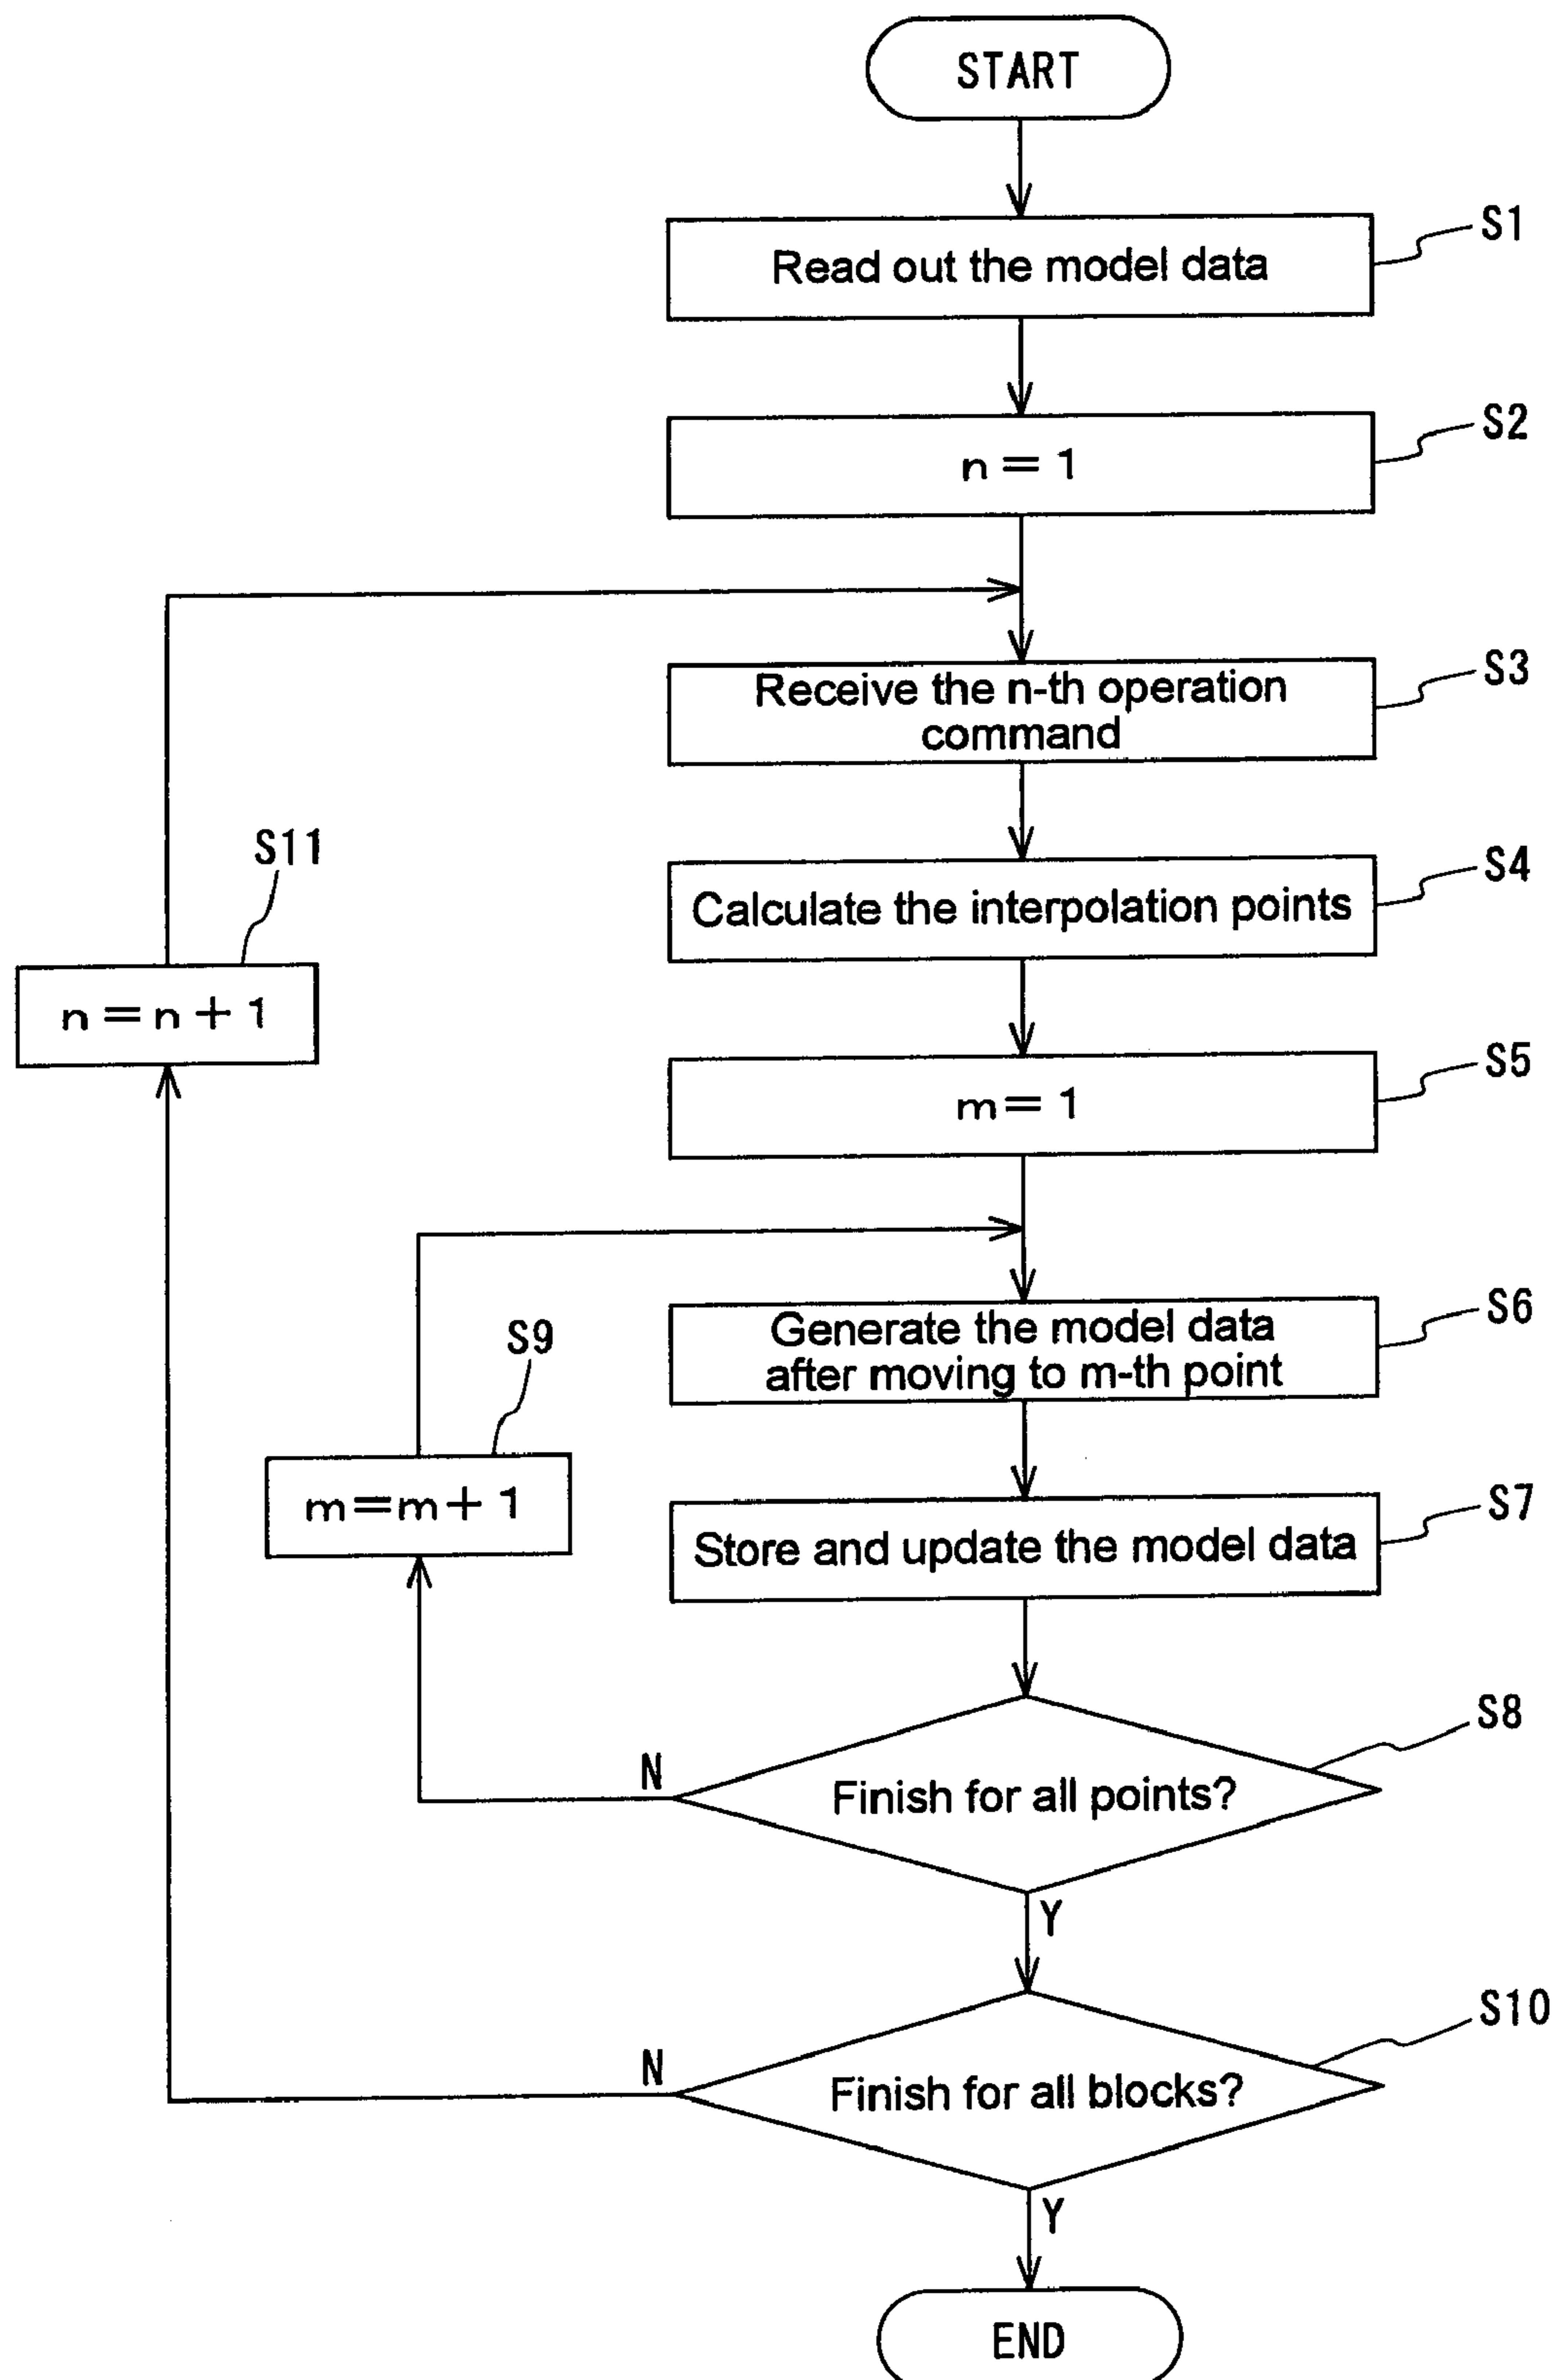 START
S1
Read out the model data
S2
n = 1
S3
Receive the n-th operation
command
S4
Calculate the interpolation points
S11
n = n + 1
S5
m = 1
S6
Generate the model data
after moving to m-th point
S9
m = m + 1
S7
Store and update the model data
S8
N
Finish for all points?
Y
S10
N
Finish for all blocks?
Y
END